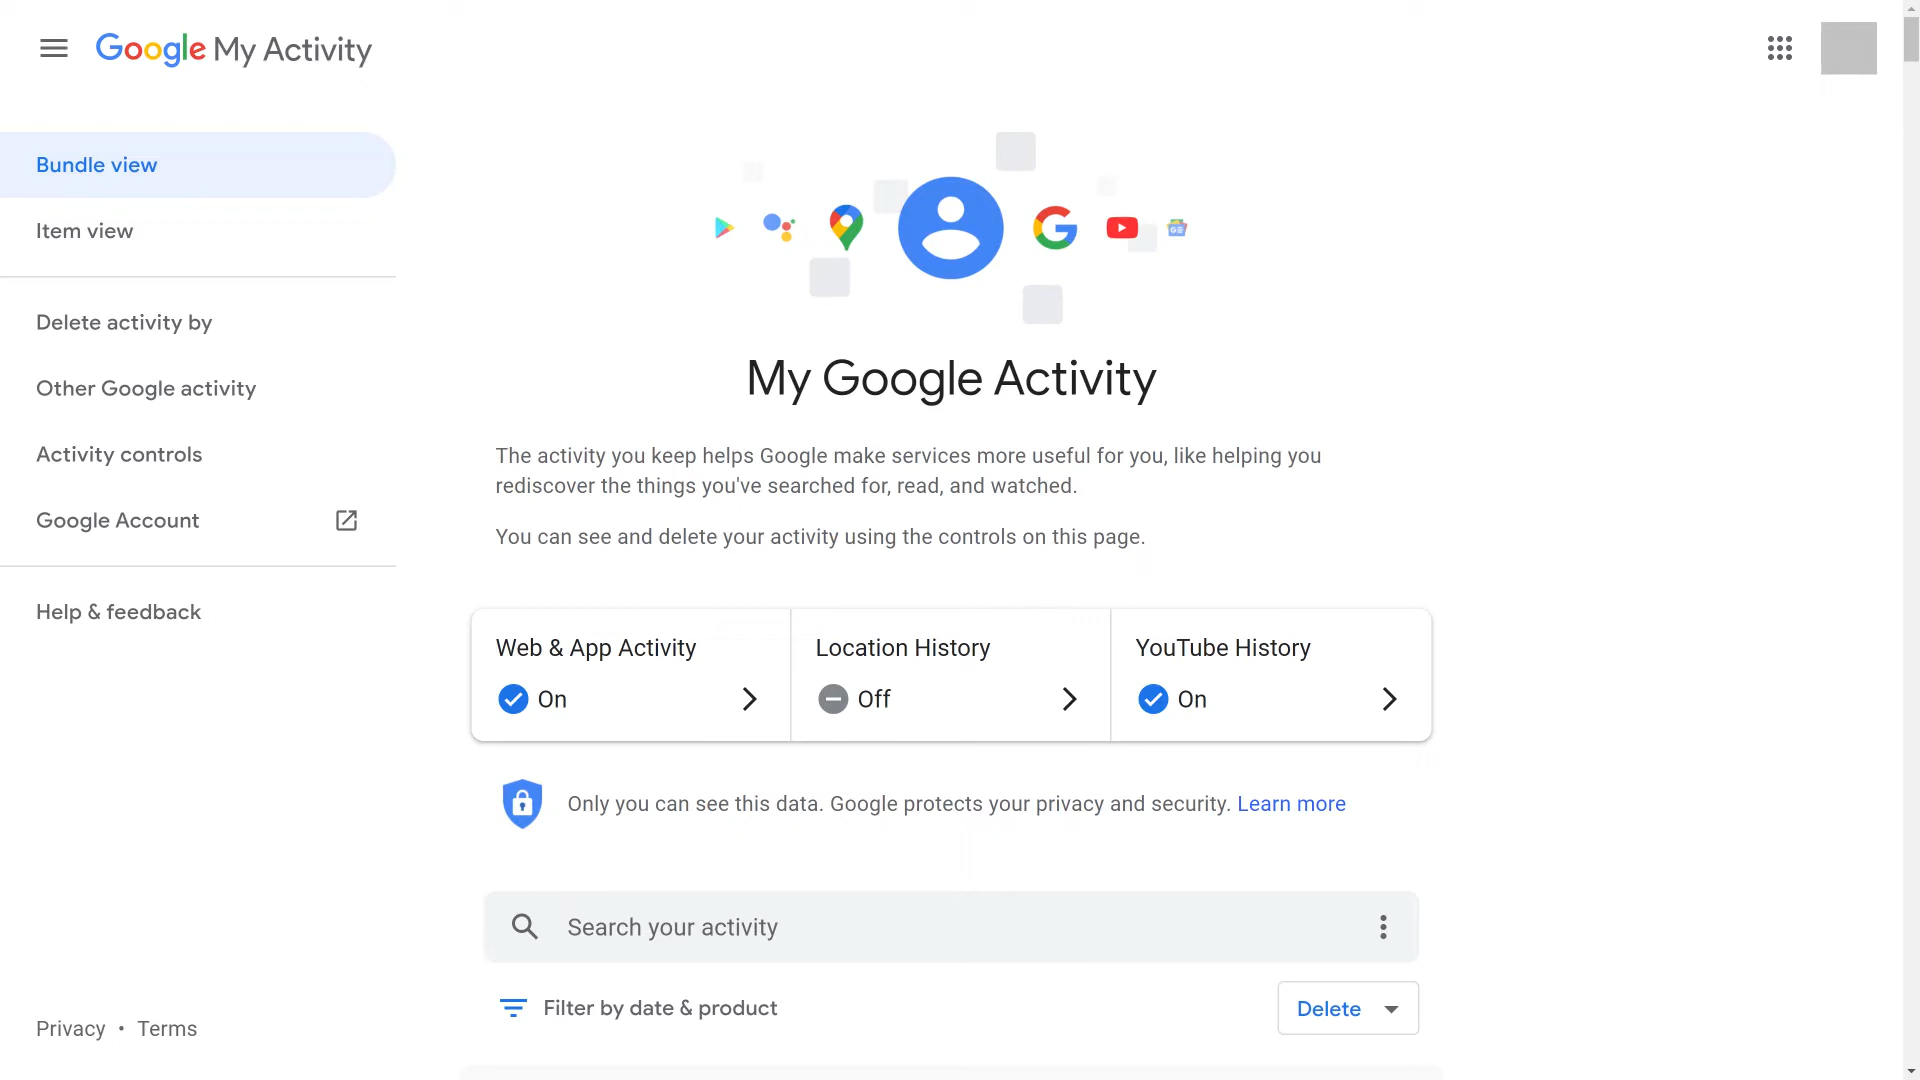 Google My Activity
Bundle view
Item view
Delete activity by
Other Google activity
Activity controls
Google Account
Help & feedback
Privacy • Terms
My Google Activity
The activity you keep helps Google make services more useful for you, like helping you
rediscover the things you've searched for, read, and watched.
You can see and delete your activity using the controls on this page.
Web & App Activity
On
Location History
Off
YouTube History
On
Only you can see this data. Google protects your privacy and security. Learn more
Search your activity
Filter by date & product
Delete